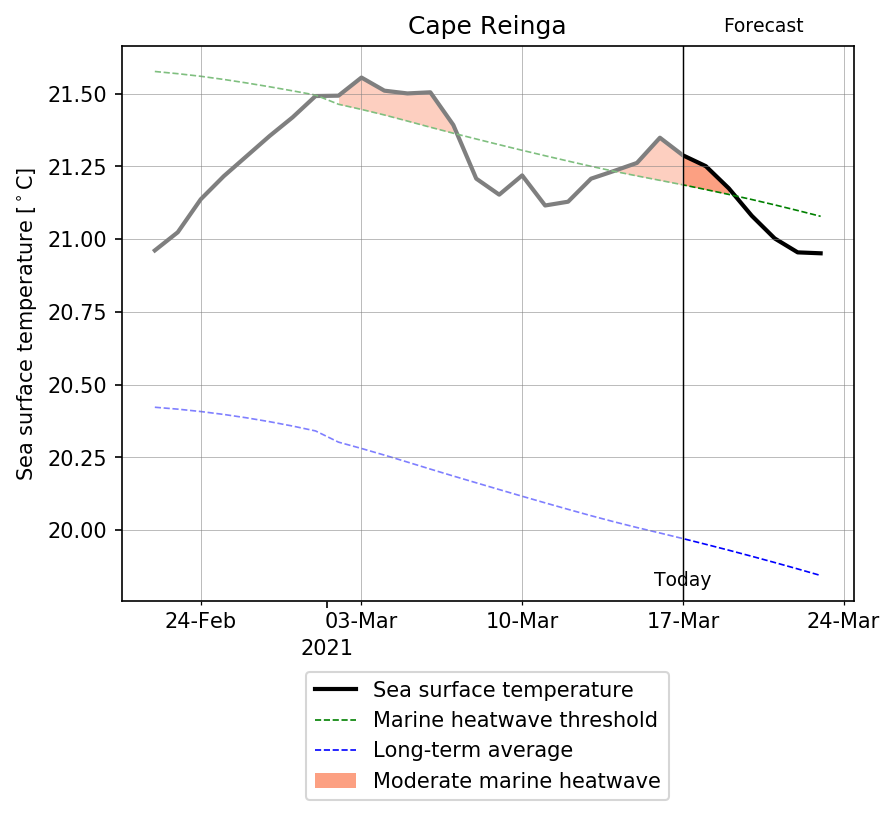 Cape Reinga
Forecast
Sea surface temperature [°C]
21.50
21.25
21.00
20.75
20.50
20.25
20.00
Today
24-Feb 03-Mar 10-Mar 17-Mar 24-Mar
2021
Sea surface temperature
Marine heatwave threshold
Long-term average
Moderate marine heatwave